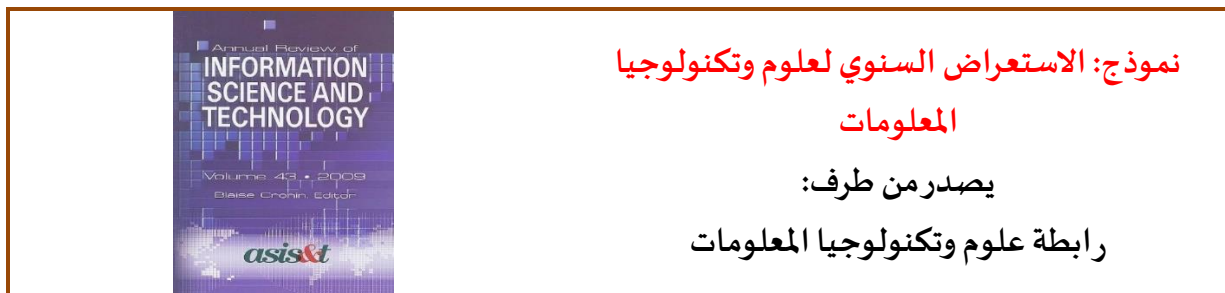 نموذج: الاستعراض السنوي لعلوم وتكنولوجيا
المعلومات
يصدر من طرف:
رابطة علوم وتكنولوجيا المعلومات
Annual Review of
INFORMATION
SCIENCE AND
TECHNOLOGY
Volume 43 • 2009
Blaise Cronin, Editor
asis&t